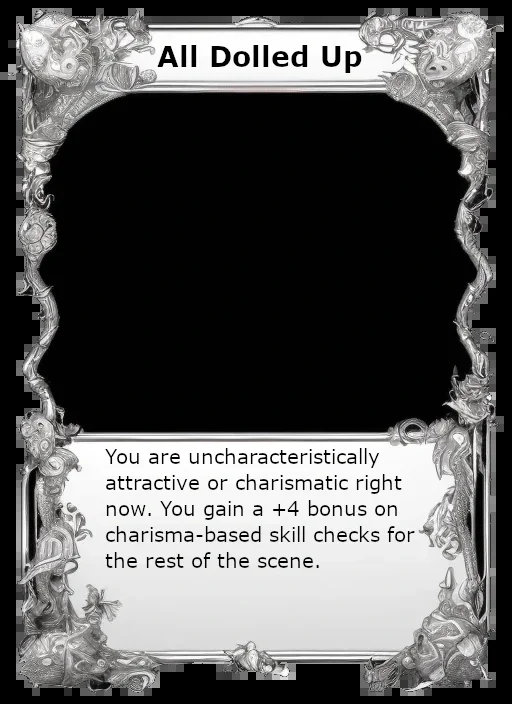 All Dolled Up
You are uncharacteristically
attractive or charismatic right
now. You gain a +4 bonus on
charisma-based skill checks for
the rest of the scene.